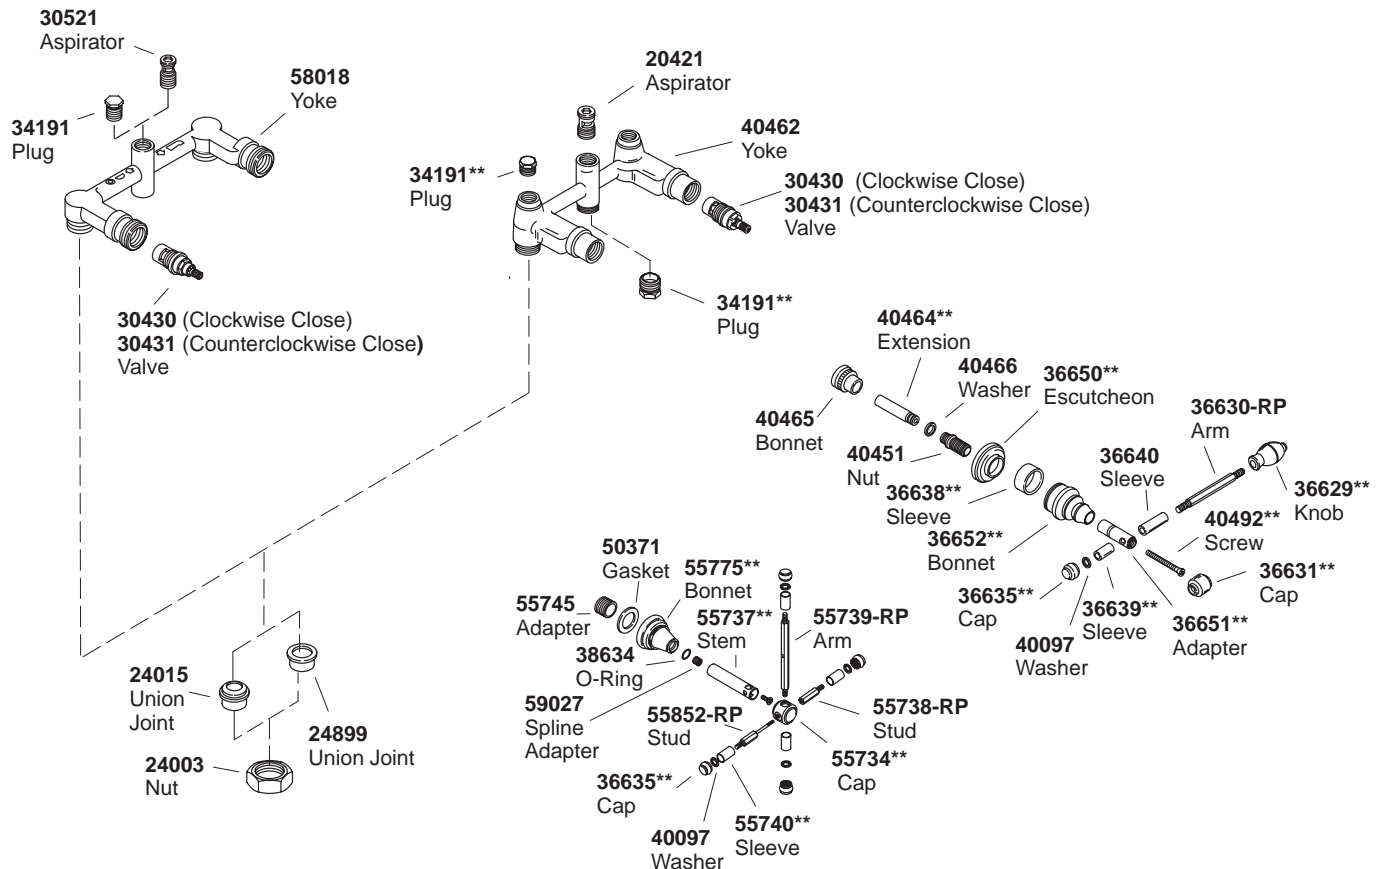 30521
Aspirator
58018
Yoke
34191
Plug
30430 (Clockwise Close)
30431 (Counterclockwise Close)
Valve
20421
Aspirator
40462
Yoke
34191**
Plug
30430 (Clockwise Close)
30431 (Counterclockwise Close)
Valve
34191**
Plug
40464**
Extension
40466
Washer
36650**
Escutcheon
40465
Bonnet
40451
Nut
36630-RP
Arm
36640
Sleeve
36638**
Sleeve
36629**
Knob
36652**
Bonnet
40492**
Screw
36635**
Cap
36639**
Sleeve
36631**
Cap
40097
Washer
36651**
Adapter
50371
Gasket
55775**
Bonnet
55745
Adapter
55737**
Stem
55739-RP
Arm
38634
O-Ring
59027
Spline
Adapter
55852-RP
Stud
55738-RP
Stud
55734**
Cap
36635**
Cap
40097
Washer
55740**
Sleeve
24015
Union
Joint
24899
Union Joint
24003
Nut